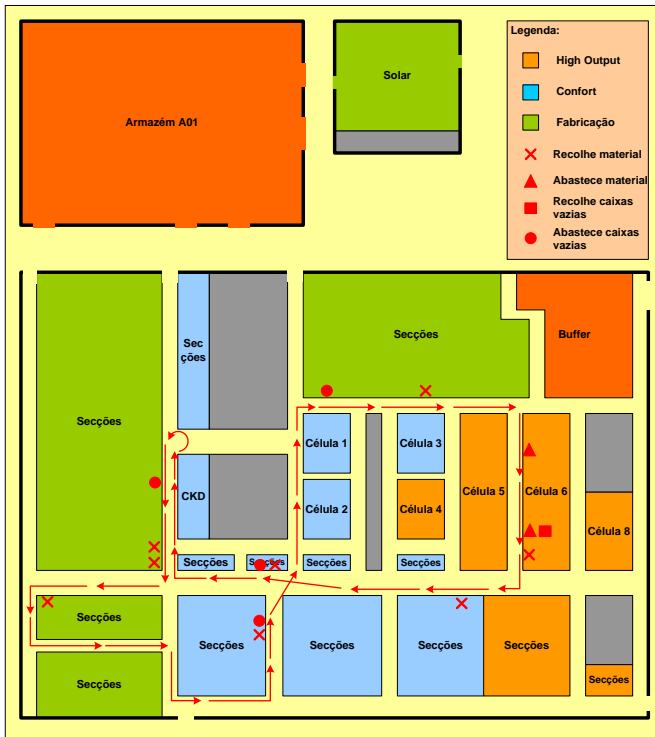 Armazém A01
Solar
Legenda:
High Output
Confort
Fabricação
Recolhe material
Abastece material
Recolhe caixas
vazias
Abastece caixas
vazias
Sec
ções
Secções
Buffer
Secções
Célula 1
Célula 3
CKD
Célula 2
Célula 4
Célula 5
Célula 6
Célula 8
Secções
Secções
Secções
Secções
Secções
Secções
Secções
Secções
Secções
Secções
Secções